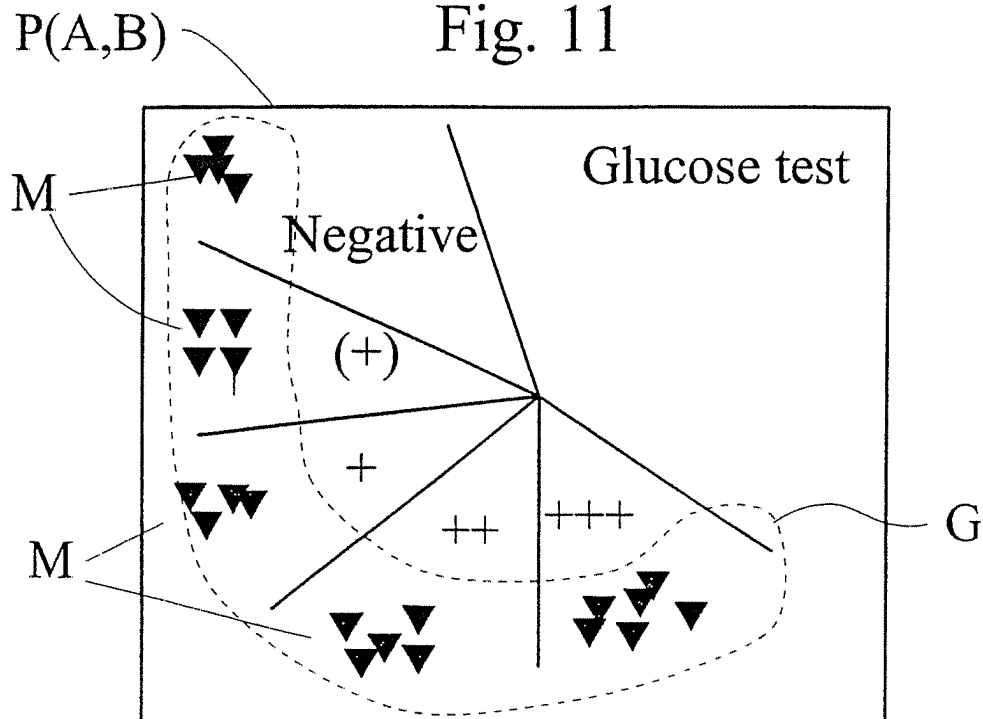 P(A,B)
Fig. 11
Glucose test
M
Negative
(+)
+
++
+++
G
M